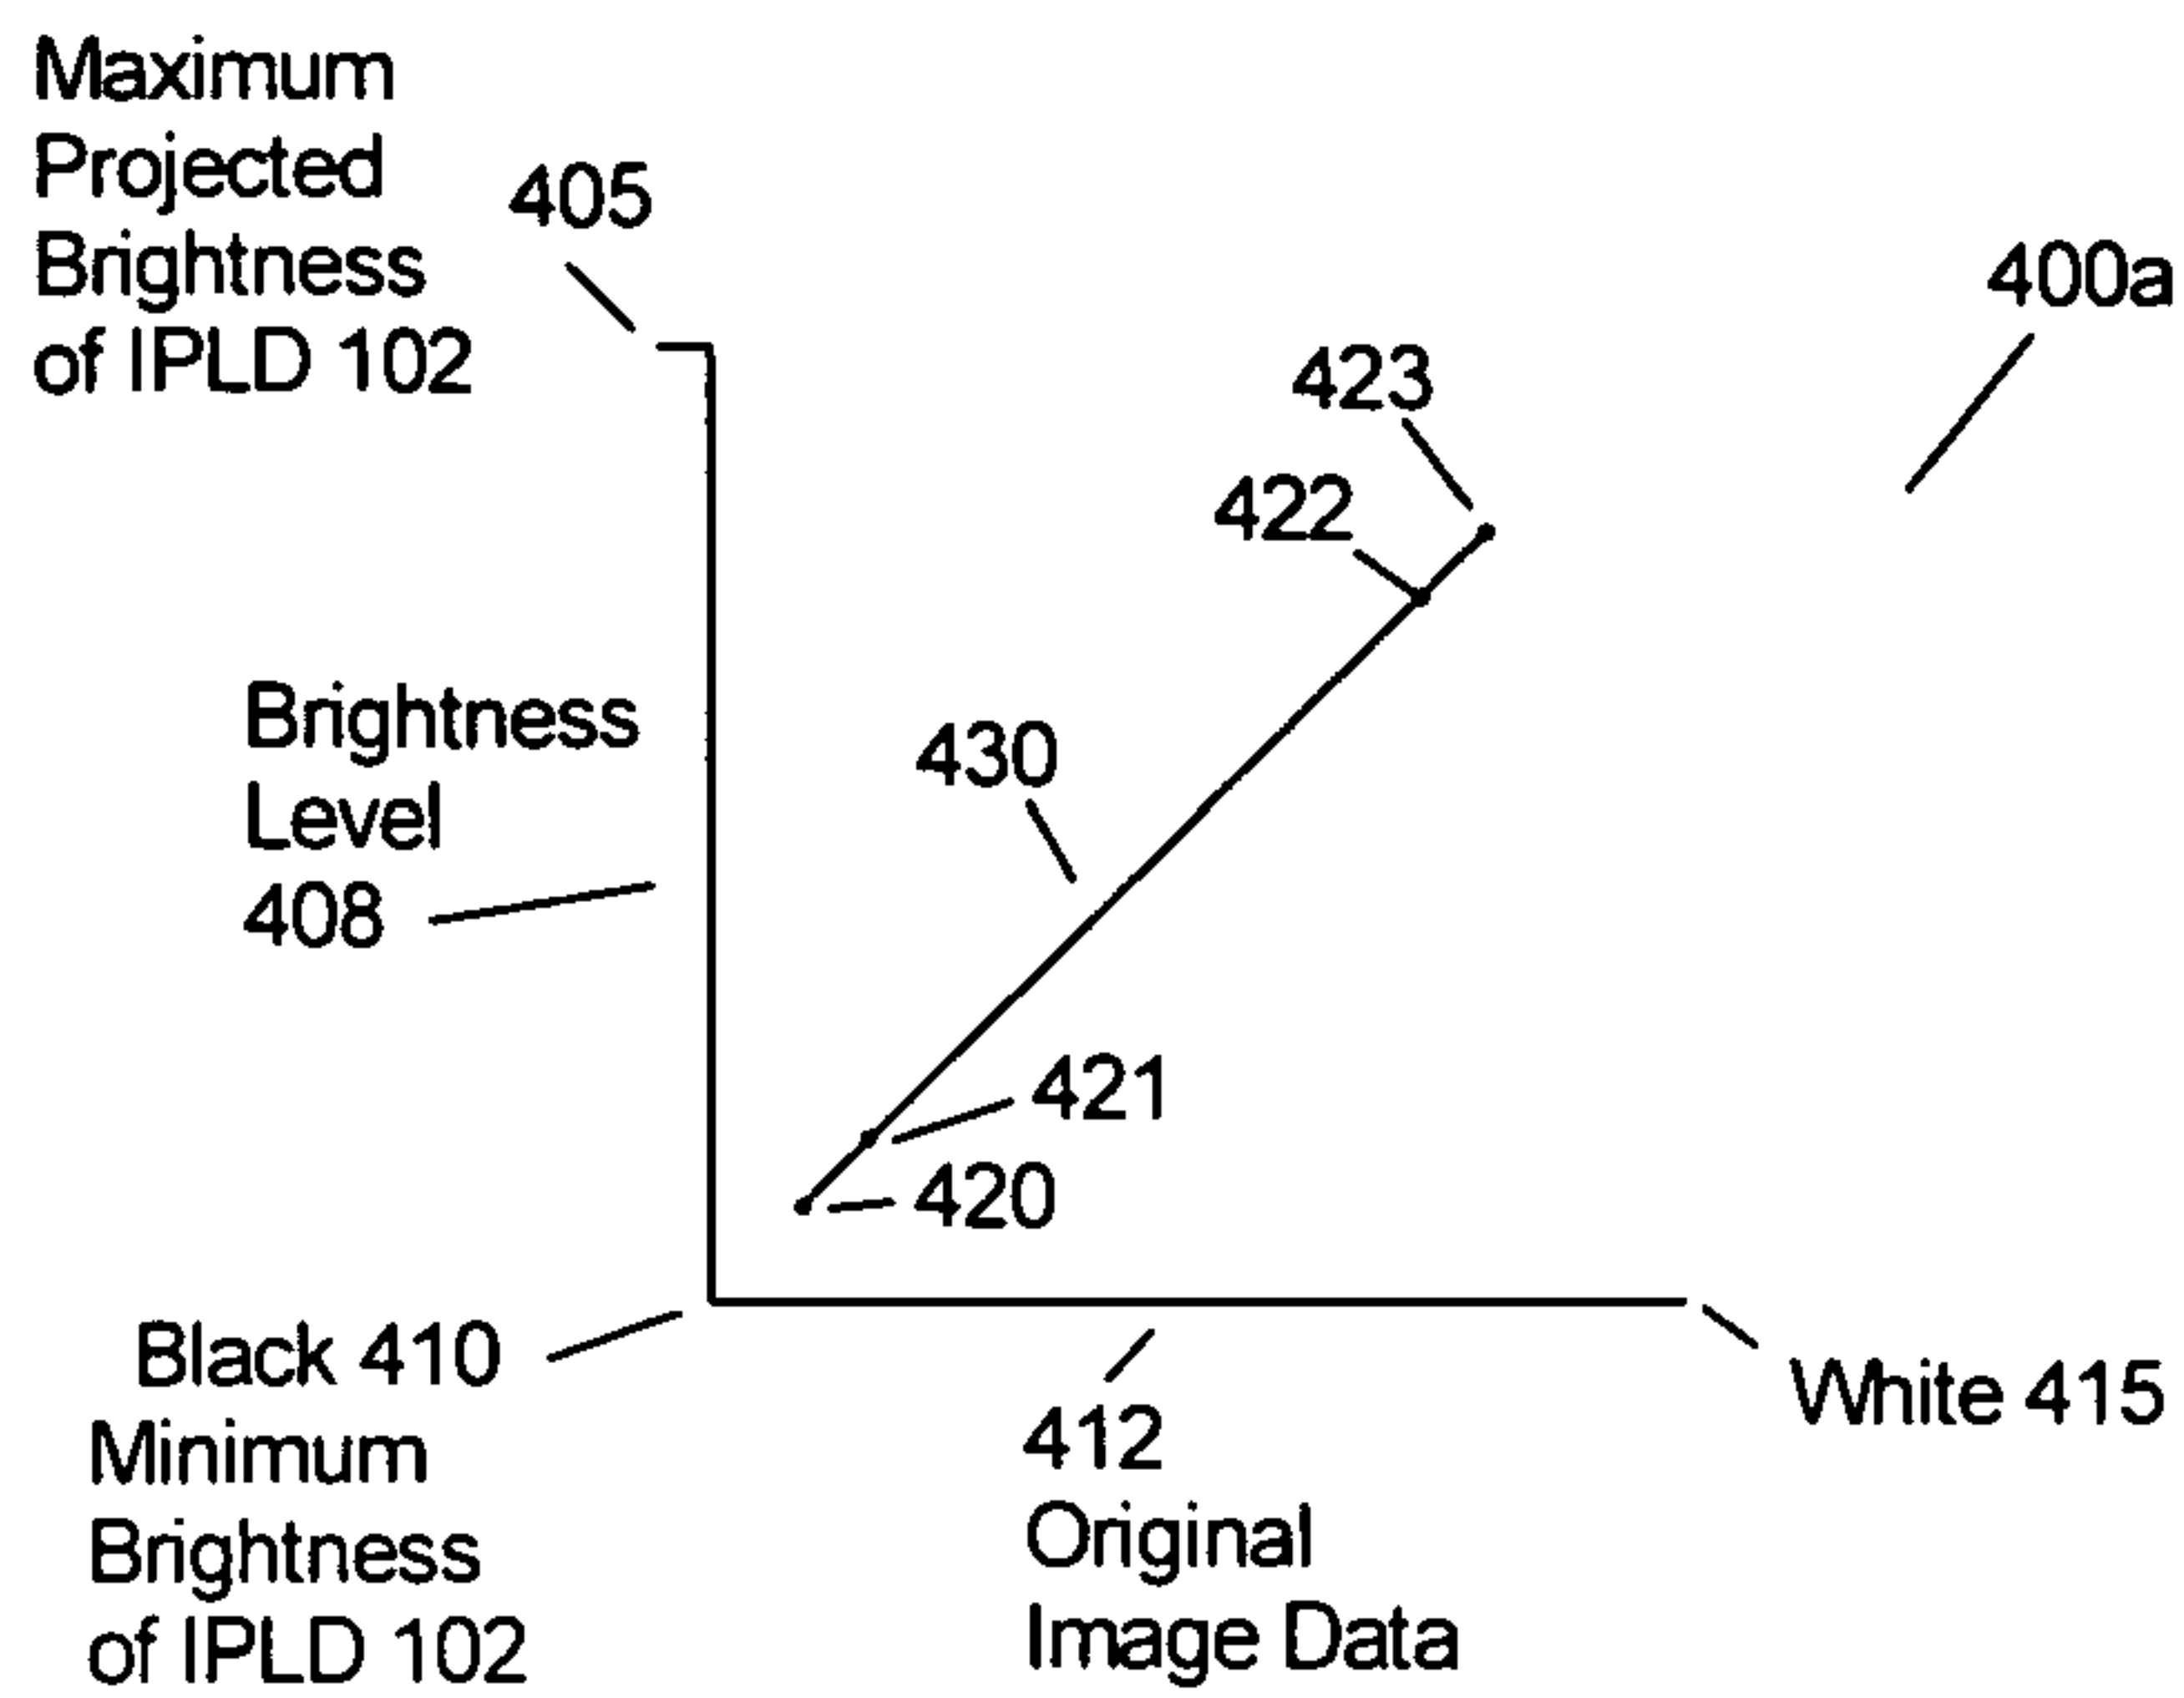 Maximum
Projected
Brightness
of IPLD 102
405
400a
423
422
Brightness
Level
408
430
421
420
Black 410
Minimum
Brightness
of IPLD 102
412
Original
Image Data
White 415